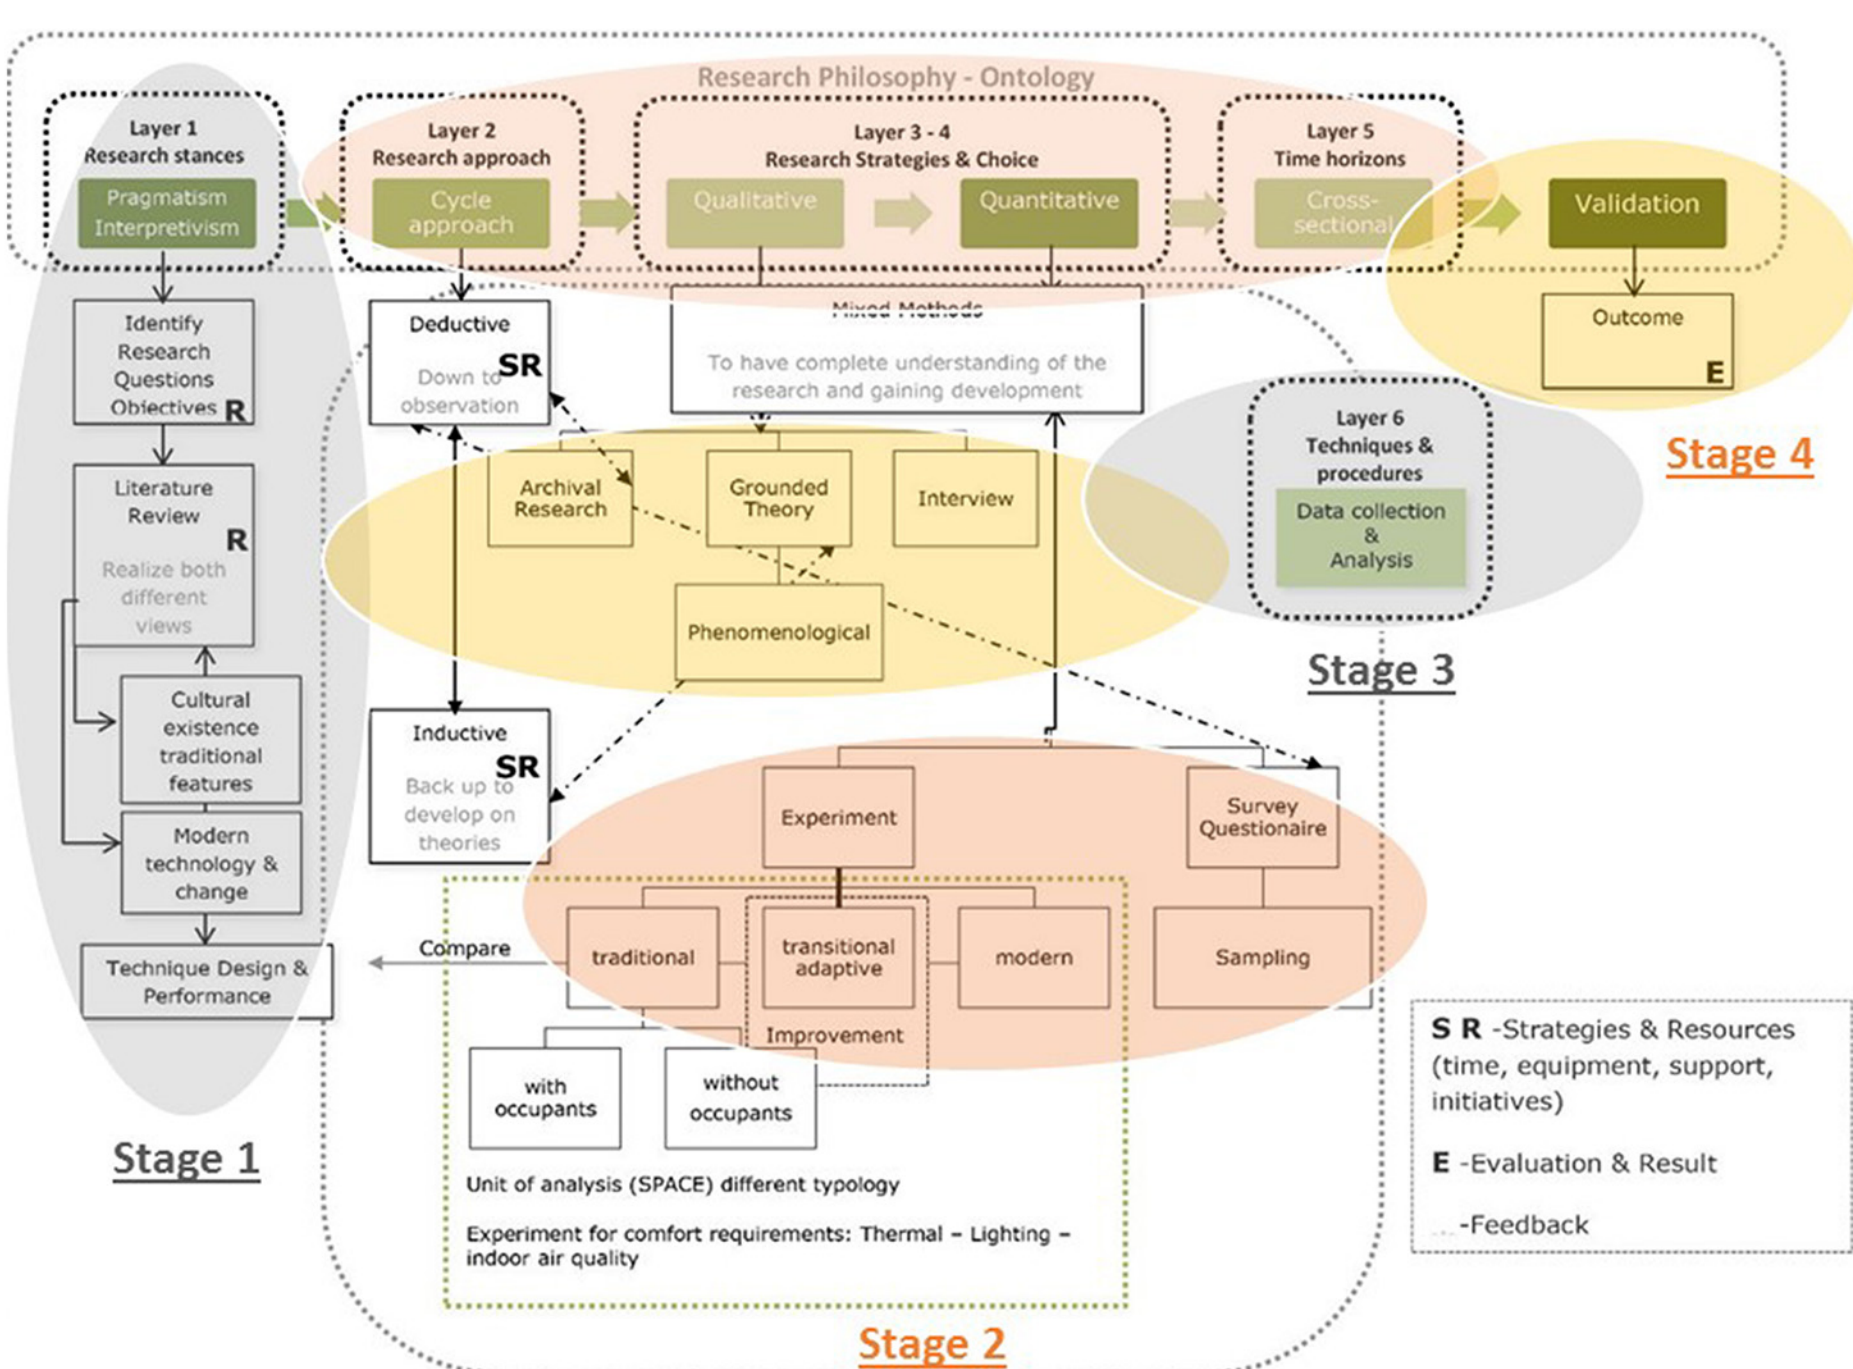 Research Philosophy - Ontology
Layer 1
Research stances
Pragmatism
Interpretivism
Layer 2
Research approach
Cycle
approach
Layer 3 - 4
Research Strategies & Choice
Qualitative
Quantitative
Layer 5
Time horizons
Cross-
sectional
Validation
Identify
Research
Questions
Objectives
R
Literature
Review
R
Realize both
different
views
Cultural
existence
traditional
features
Modern
technology &
change
Technique Design &
Performance
Stage 1
Deductive
SR
Down to
observation
Inductive
SR
Back up to
develop on
theories
Mixed Methods
To have complete understanding of the
research and gaining development
Archival
Research
Grounded
Theory
Interview
Phenomenological
Outcome
E
Stage 4
Layer 6
Techniques &
procedures
Data collection
&
Analysis
Stage 3
Experiment
Survey
Questionaire
Compare
traditional
transitional
adaptive
modern
Sampling
Improvement
with
occupants
without
occupants
Unit of analysis (SPACE) different typology
Experiment for comfort requirements: Thermal – Lighting –
indoor air quality
Stage 2
S R -Strategies & Resources
(time, equipment, support,
initiatives)
E -Evaluation & Result
... -Feedback